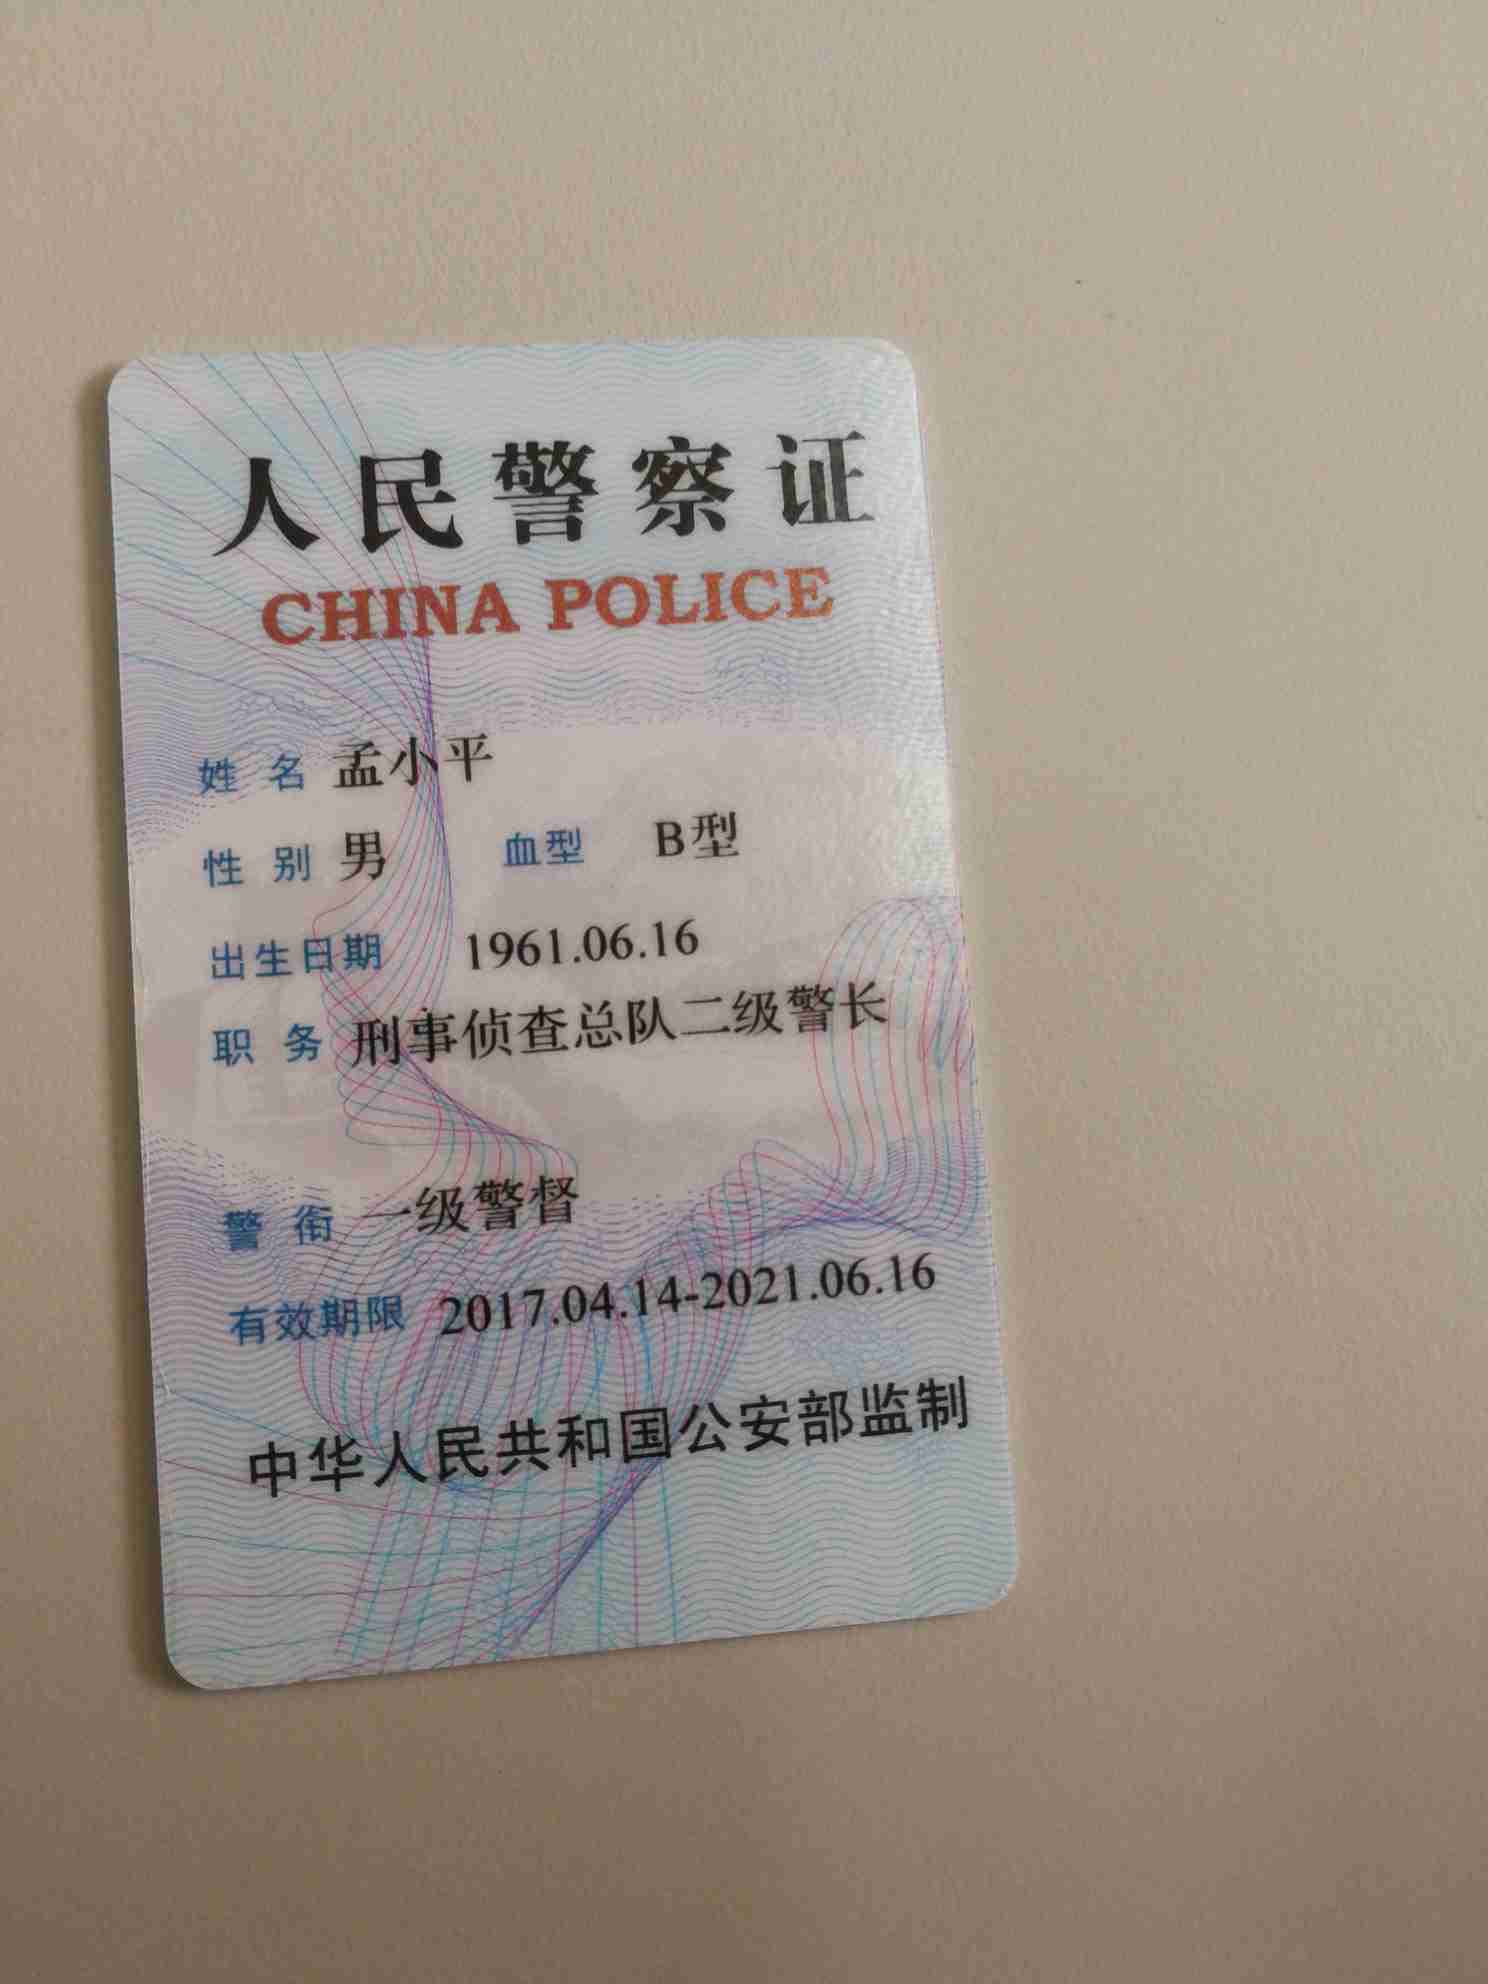 人民警察证
CHINA POLICE
姓 名 孟小平
性 别 男 血型 B型
出生日期 1961.06.16
职 务 刑事侦查总队二级警长
警 衔 一级警督
有效期限 2017.04.14-2021.06.16
中华人民共和国公安部监制